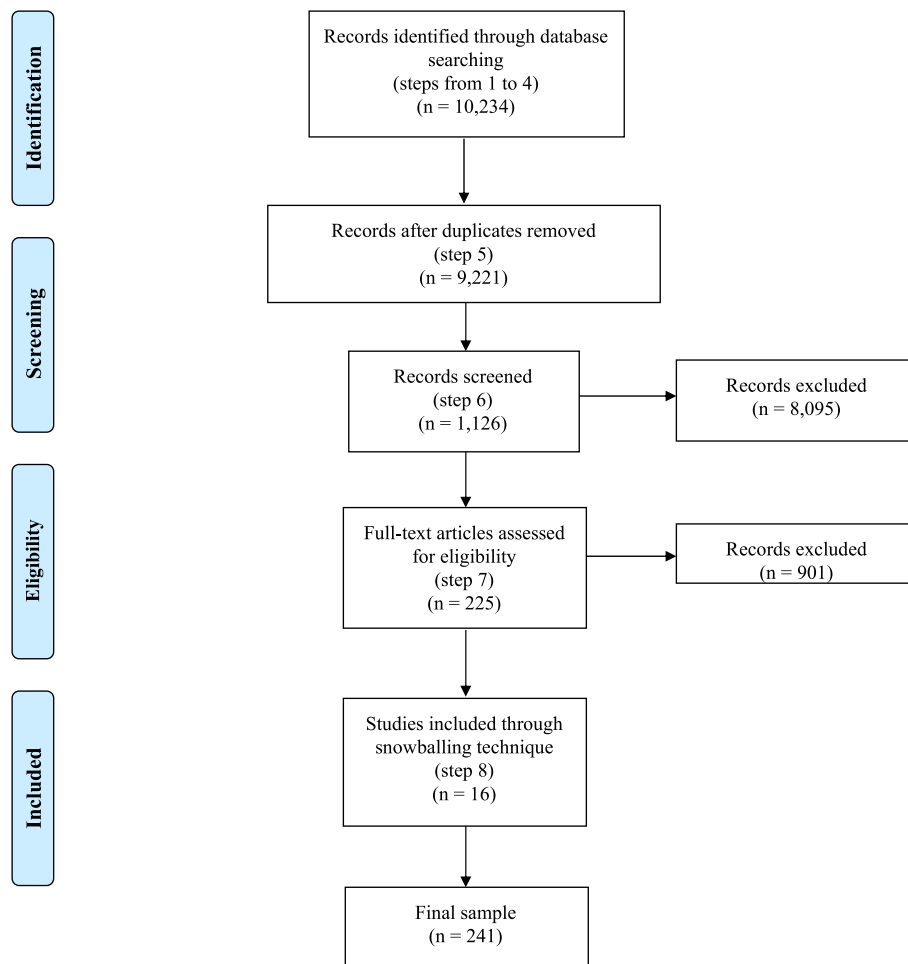 Identification
Records identified through database
searching
(steps from 1 to 4)
(n = 10,234)
Records after duplicates removed
(step 5)
(n = 9,221)
Screening
Records screened
(step 6)
(n = 1,126)
Records excluded
(n = 8,095)
Eligibility
Full-text articles assessed
for eligibility
(step 7)
(n = 225)
Records excluded
(n = 901)
Included
Studies included through
snowballing technique
(step 8)
(n = 16)
Final sample
(n = 241)